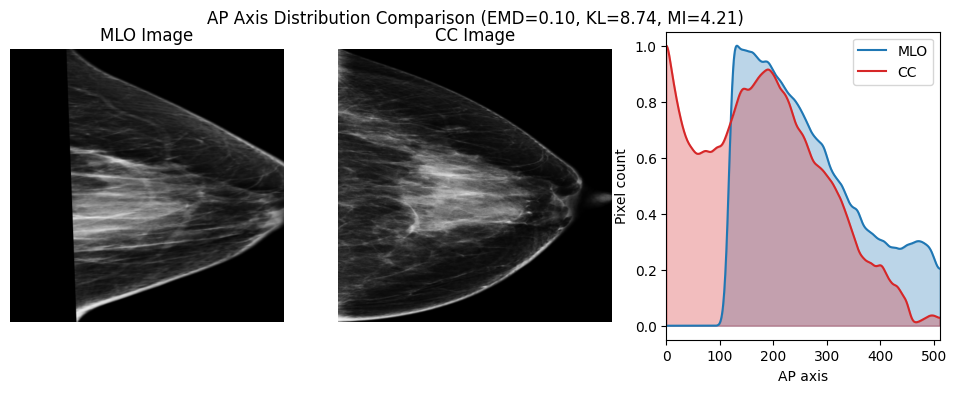 AP Axis Distribution Comparison (EMD=0.10, KL=8.74, MI=4.21)
MLO Image
CC Image
MLO
CC
Pixel count
1.0
0.8
0.6
0.4
0.2
0.0
0 100 200 300 400 500
AP axis